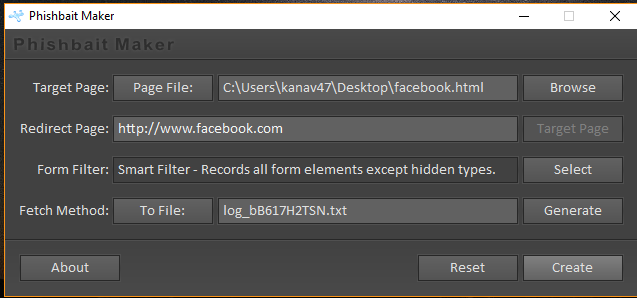 Phishbait Maker
Phishbait Maker
Target Page: Page File: C:\Users\kanav47\Desktop\facebook.html Browse
Redirect Page: http://www.facebook.com Target Page
Form Filter: Smart Filter - Records all form elements except hidden types. Select
Fetch Method: To File: log_bB617H2TSN.txt Generate
About Reset Create